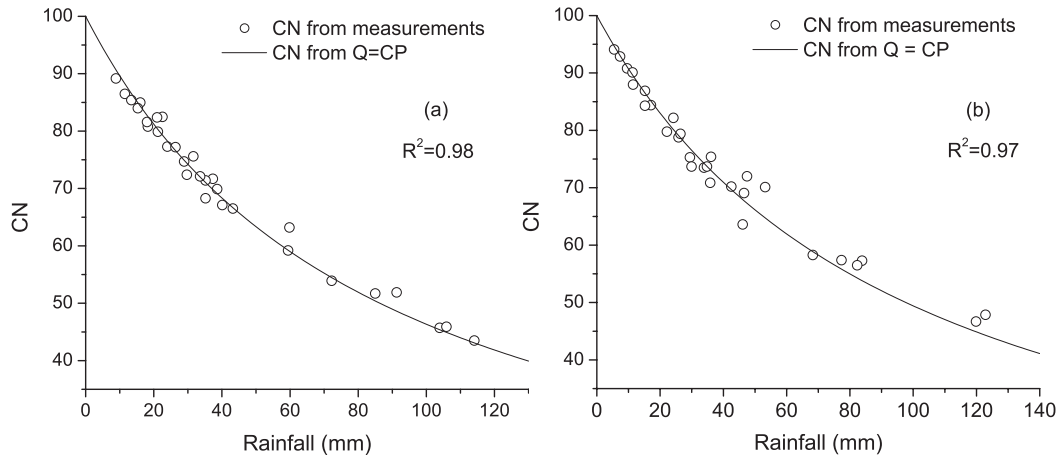 100
90
80
70
60
50
40
CN
0 20 40 60 80 100 120
Rainfall (mm)
CN from measurements
CN from Q=CP
(a)
R²=0.98
100
90
80
70
60
50
40
CN
0 20 40 60 80 100 120 140
Rainfall (mm)
CN from measurements
CN from Q = CP
(b)
R²=0.97